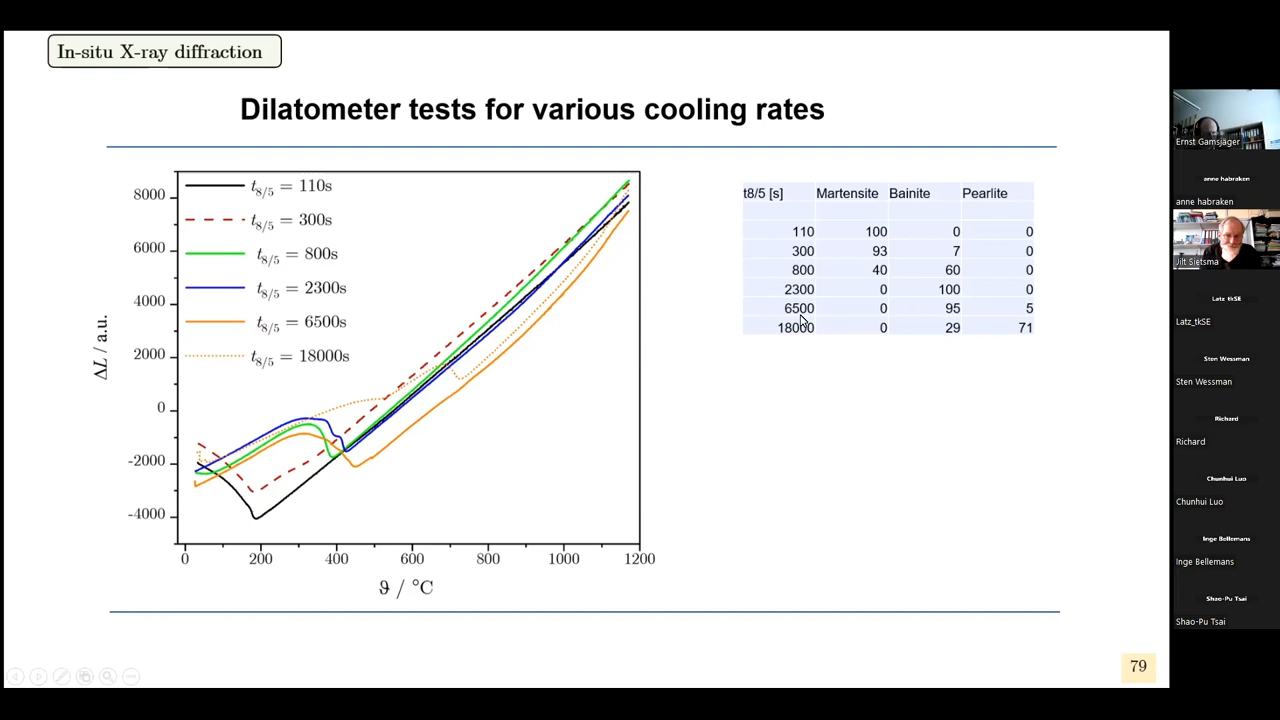 In-situ X-ray diffraction
Dilatometer tests for various cooling rates
t8/5 = 110s
t8/5 = 300s
t8/5 = 800s
t8/5 = 2300s
t8/5 = 6500s
t8/5 = 18000s
8000
6000
4000
2000
0
-2000
-4000
ΔL / a.u.
0 200 400 600 800 1000 1200
ϑ / °C
t8/5 [s] Martensite Bainite Pearlite
110 100 0 0
300 93 7 0
800 40 60 0
2300 0 100 0
6500 0 95 5
18000 0 29 71
79
Ernst Gamsjäger
anne habraken
anne habraken
Jilt Sietsma
Latz_tkSE
Latz_tkSE
Sten Wessman
Sten Wessman
Richard
Richard
Chunhui Luo
Chunhui Luo
Inge Bellemans
Inge Bellemans
Shao-Pu Tsai
Shao-Pu Tsai